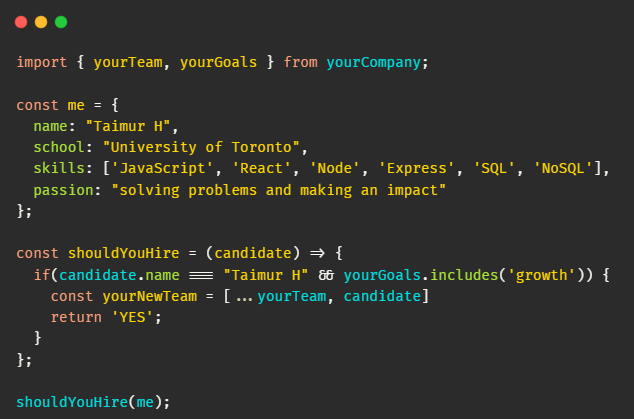 import { yourTeam, yourGoals } from yourCompany;

const me = {
  name: "Taimur H",
  school: "University of Toronto",
  skills: ['JavaScript', 'React', 'Node', 'Express', 'SQL', 'NoSQL'],
  passion: "solving problems and making an impact"
};

const shouldYouHire = (candidate) => {
  if(candidate.name === "Taimur H" && yourGoals.includes('growth')) {
    const yourNewTeam = [...yourTeam, candidate]
    return 'YES';
  }
};

shouldYouHire(me);